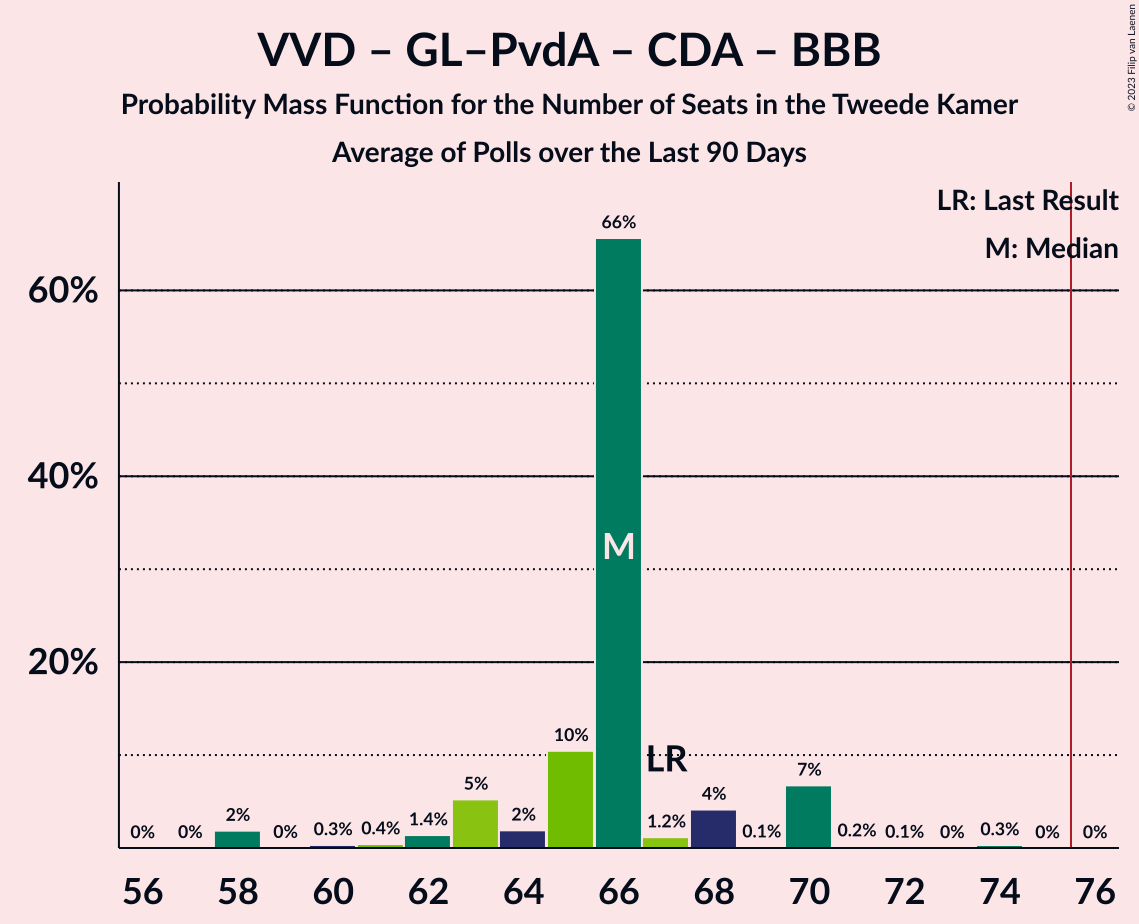 VVD – GL–PvdA – CDA – BBB
Probability Mass Function for the Number of Seats in the Tweede Kamer
Average of Polls over the Last 90 Days
© 2023 Filip van Laenen
LR: Last Result
M: Median
60%
40%
20%
0%
0%
2%
0%
0.3%
0.4%
1.4%
5%
2%
10%
66%
M
LR
1.2%
4%
0.1%
7%
0.2%
0.1%
0%
0.3%
0%
0%
56 58 60 62 64 66 68 70 72 74 76